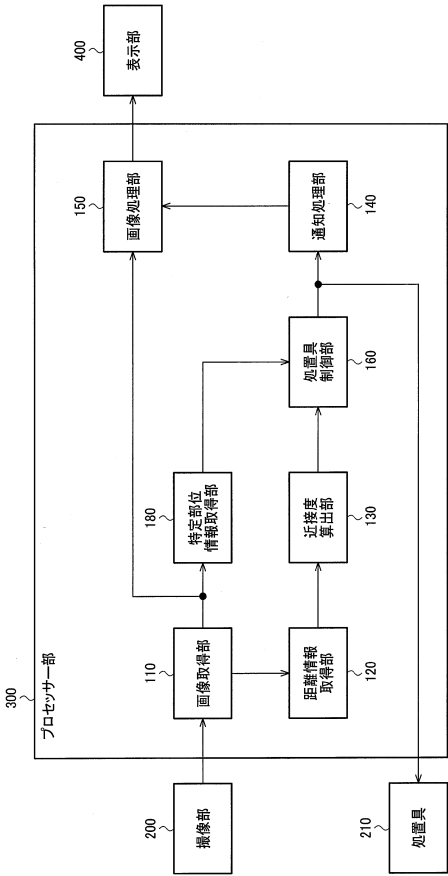 300
プロセッサー部
200
撮像部
110
画像取得部
180
特定部位
情報取得部
150
画像処理部
400
表示部
距離情報
取得部
120
近接度
算出部
130
処置具
制御部
160
通知処理部
140
210
処置具